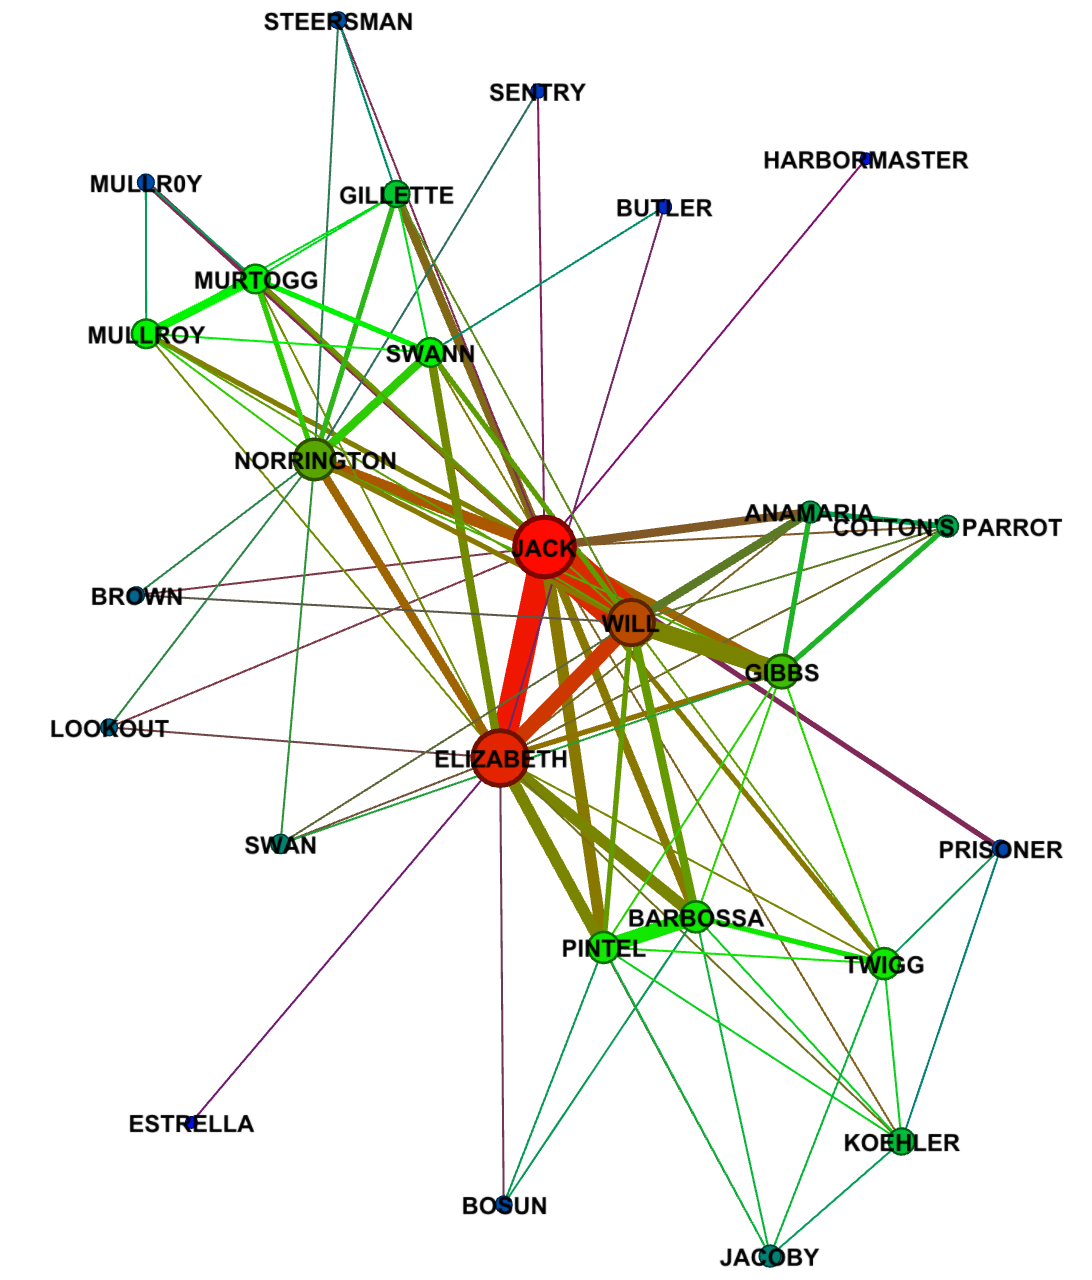 STEERSMAN
SENTRY
HARBORMASTER
MULLR0Y
GILLETTE
BUTLER
MURTOGG
MULLROY
SWANN
NORRINGTON
ANAMARIA
COTTON'S PARROT
JACK
BROWN
WILL
GIBBS
LOOKOUT
ELIZABETH
SWAN
PRISONER
BARBOSSA
PINTEL
TWIGG
ESTRELLA
KOEHLER
BOSUN
JACOBY